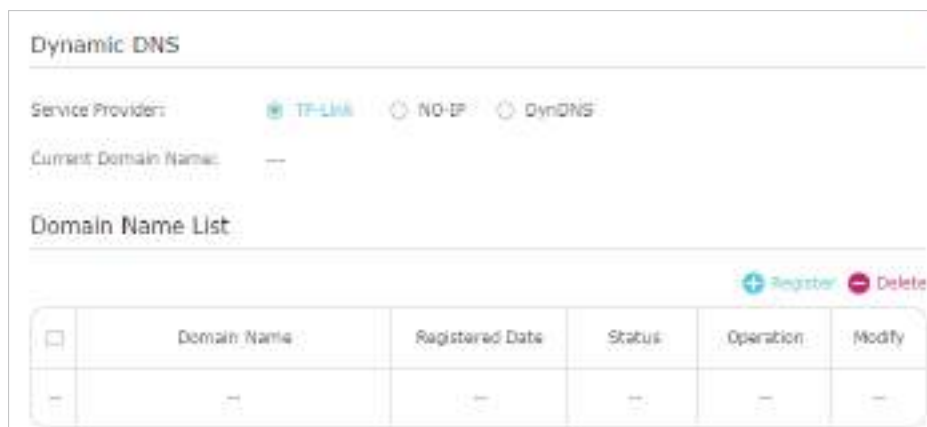 Dynamic DNS
Service Provider: TP-Link NO-IP DynDNS
Current Domain Name: ---
Domain Name List
Register Delete
Domain Name Registered Date Status Operation Modify
-- -- -- -- -- --